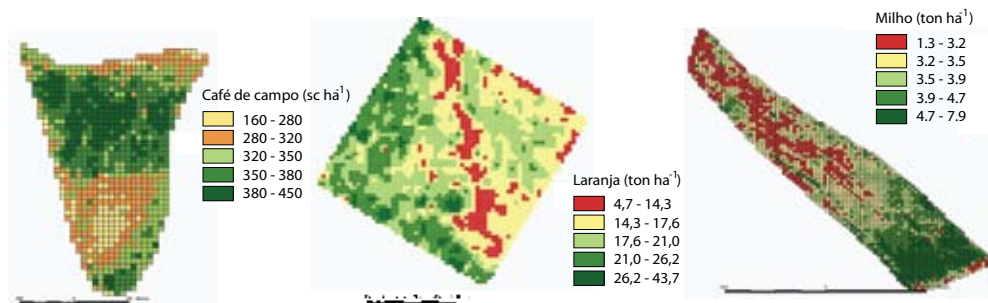 Café de campo (sc há⁻¹)
160 - 280
280 - 320
320 - 350
350 - 380
380 - 450
Laranja (ton ha⁻¹)
4,7 - 14,3
14,3 - 17,6
17,6 - 21,0
21,0 - 26,2
26,2 - 43,7
Milho (ton ha⁻¹)
1.3 - 3.2
3.2 - 3.5
3.5 - 3.9
3.9 - 4.7
4.7 - 7.9